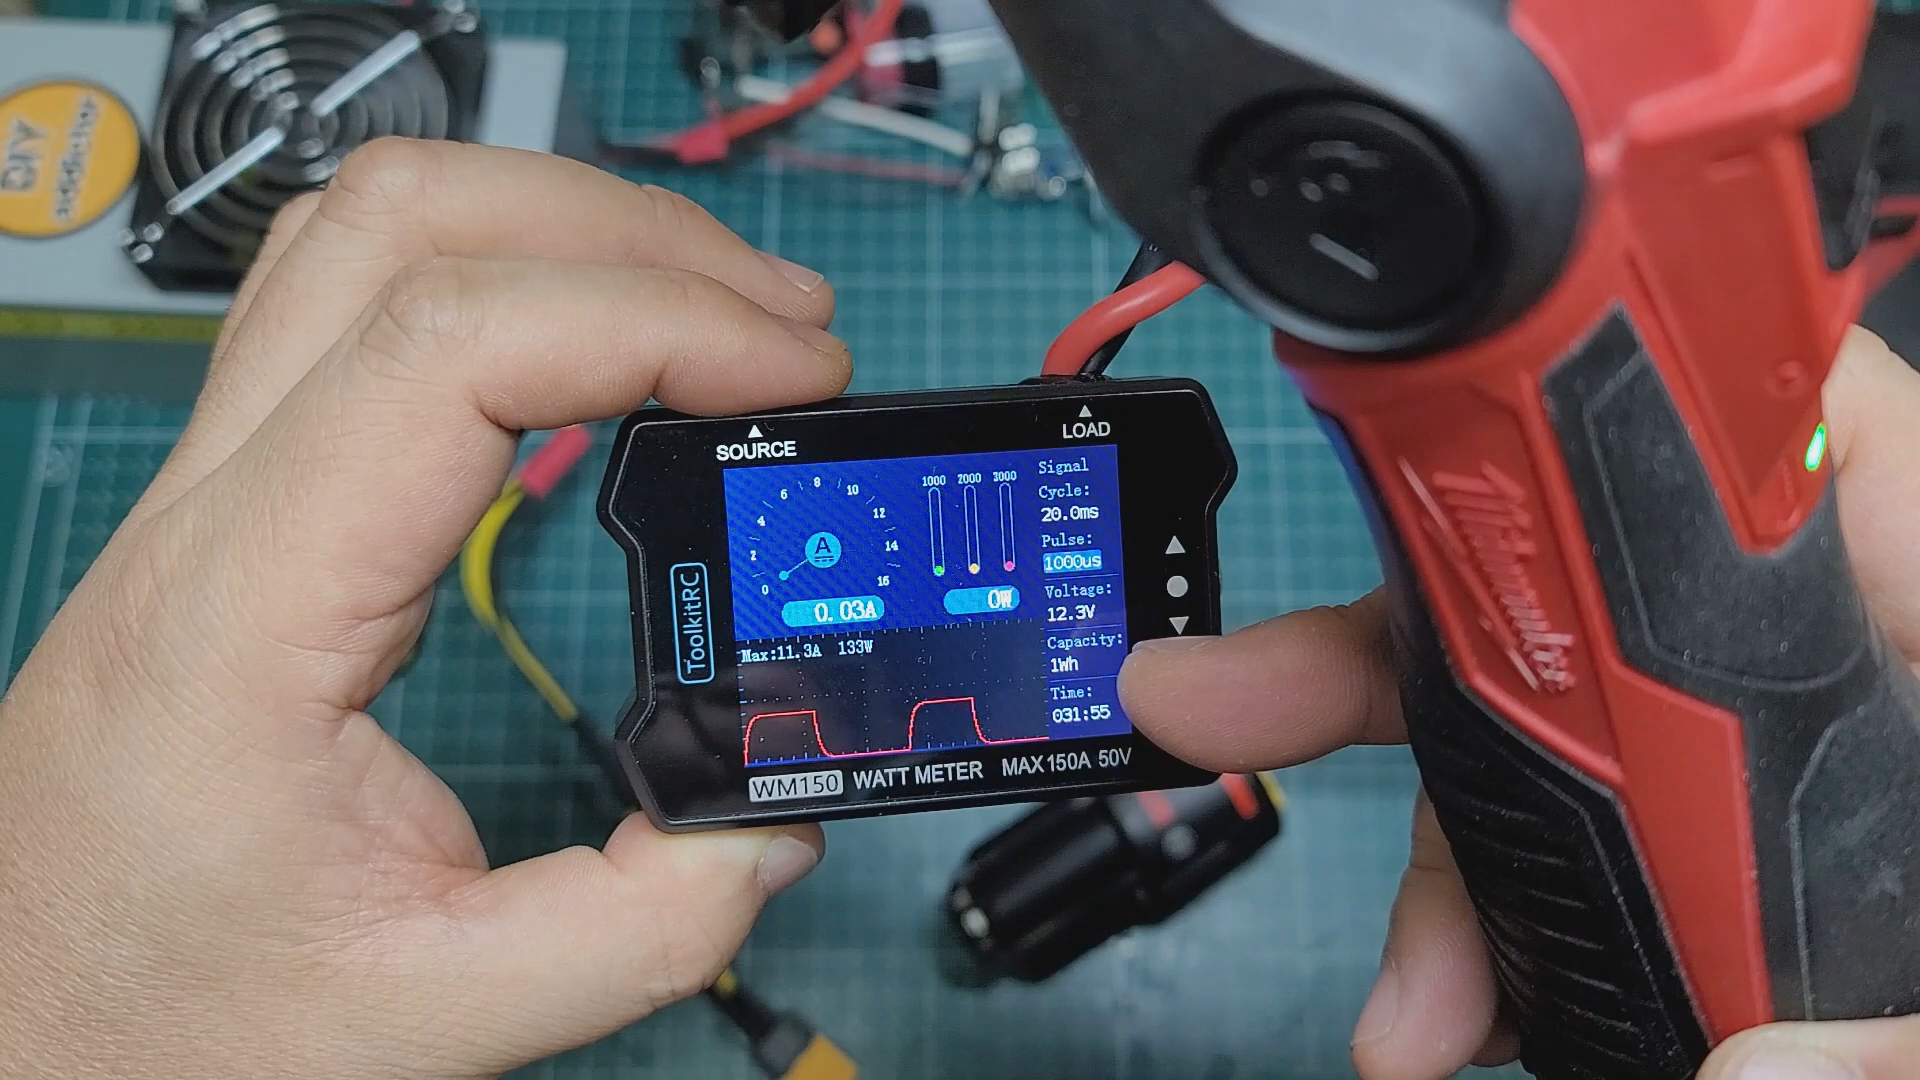 DIY
SOURCE
LOAD
ToolkitRC
0
2
4
6
8
10
12
14
16
A
0.03A
1000 2000 3000
0W
Signal
Cycle:
20.0ms
Pulse:
1000us
Voltage:
12.3V
Capacity:
1Wh
Time:
031:55
Max:11.3A 133W
WM150 WATT METER MAX 150A 50V
Milwaukee